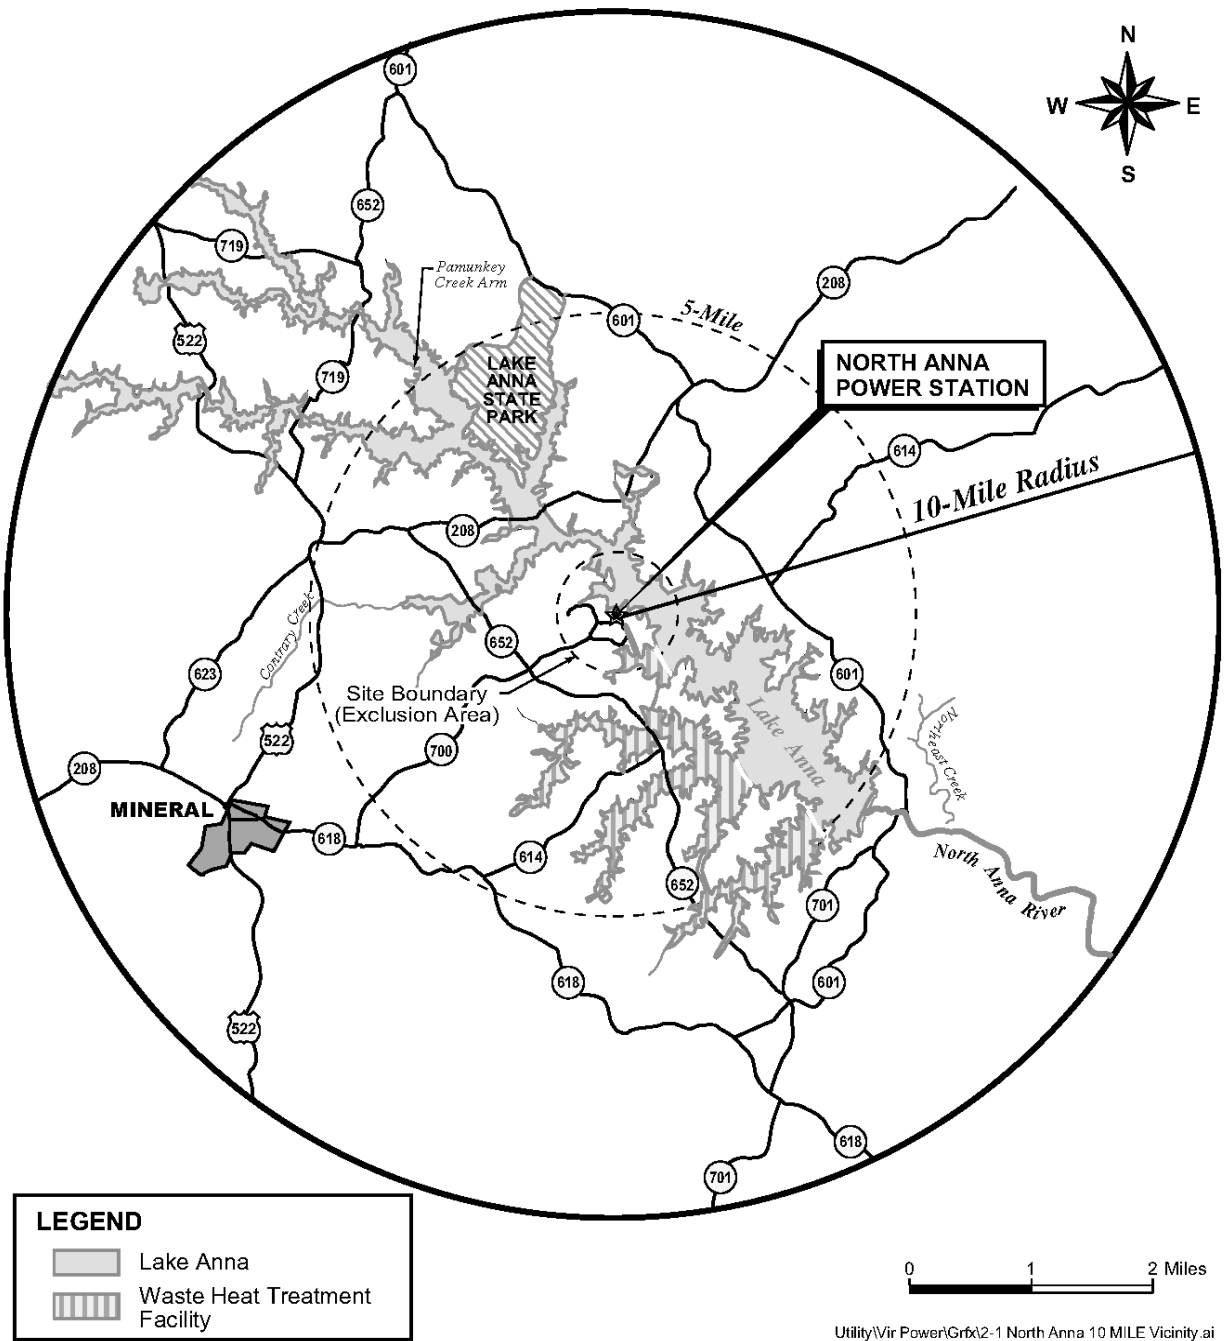 N
W
E
S
601
652
719
Pamunkey
Creek Arm
208
522
601
5-Mile
NORTH ANNA
POWER STATION
LAKE
ANNA
STATE
PARK
719
614
10-Mile Radius
208
Contrary Creek
652
623
601
Site Boundary
(Exclusion Area)
Lake Anna
Northeast Creek
522
700
208
MINERAL
618
614
652
North Anna River
701
618
601
522
618
701
LEGEND
Lake Anna
Waste Heat Treatment
Facility
0 1 2 Miles
Utility\Vir Power\Grfx\2-1 North Anna 10 MILE Vicinity.ai